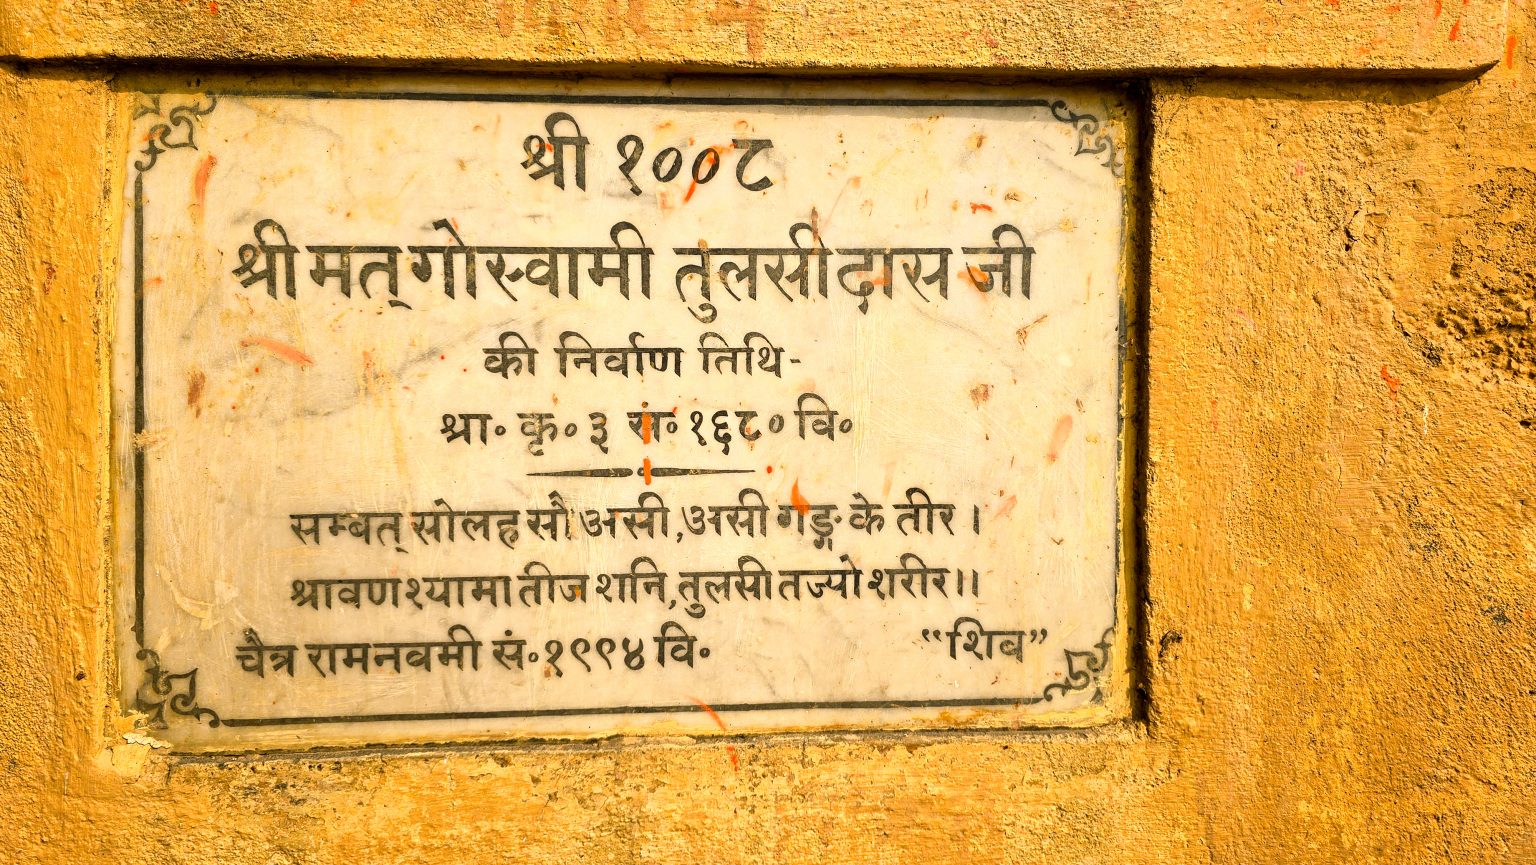 श्री १००८
श्रीमत् गोस्वामी तुलसीदास जी
की निर्वाण तिथि-
श्रा॰ कृ॰ ३ सं॰ १६८० वि॰
सम्बत् सोलह सौ असी, असी गङ्ग के तीर ।
श्रावण श्यामा तीज शनि, तुलसी तज्यो शरीर ।।
चैत्र रामनवमी सं॰ १९९४ वि॰ “शिव”